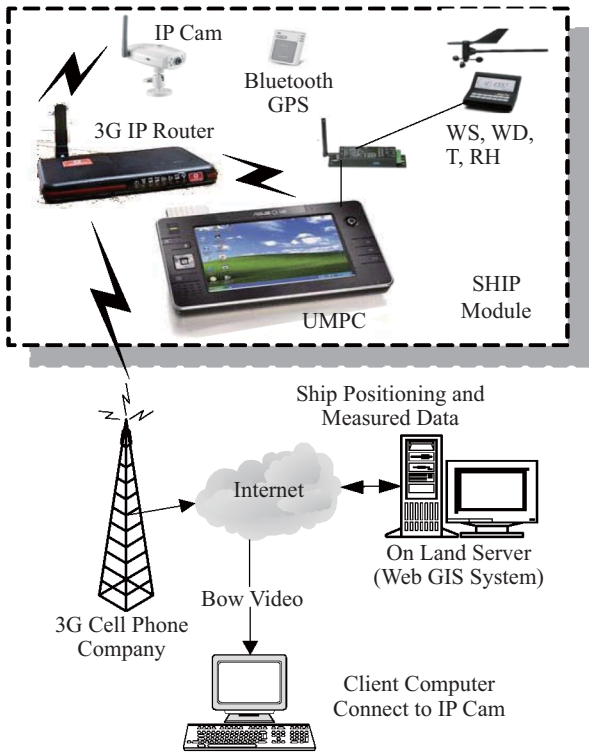 IP Cam
Bluetooth
GPS
3G IP Router
WS, WD,
T, RH
UMPC
SHIP
Module
Ship Positioning and
Measured Data
Internet
On Land Server
(Web GIS System)
Bow Video
3G Cell Phone
Company
Client Computer
Connect to IP Cam